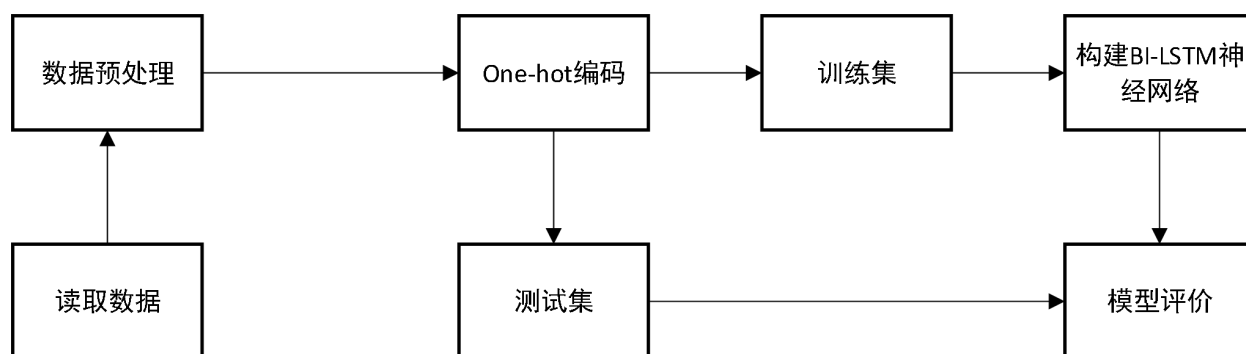 数据预处理
One-hot编码
训练集
构建BI-LSTM神
经网络
读取数据
测试集
模型评价